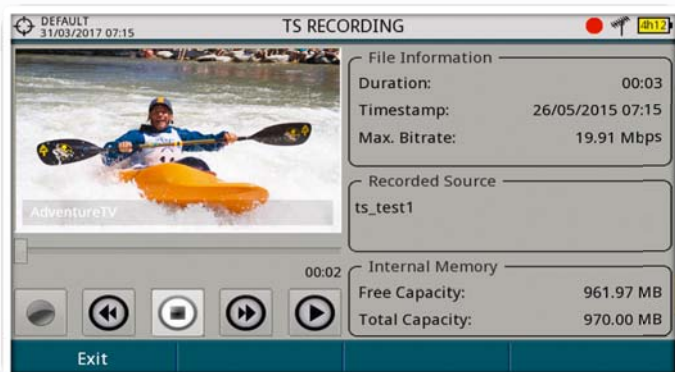 DEFAULT
31/03/2017 07:15
TS RECORDING
4h12
AdventureTV
00:02
File Information
Duration: 00:03
Timestamp: 26/05/2015 07:15
Max. Bitrate: 19.91 Mbps
Recorded Source
ts_test1
Internal Memory
Free Capacity: 961.97 MB
Total Capacity: 970.00 MB
Exit